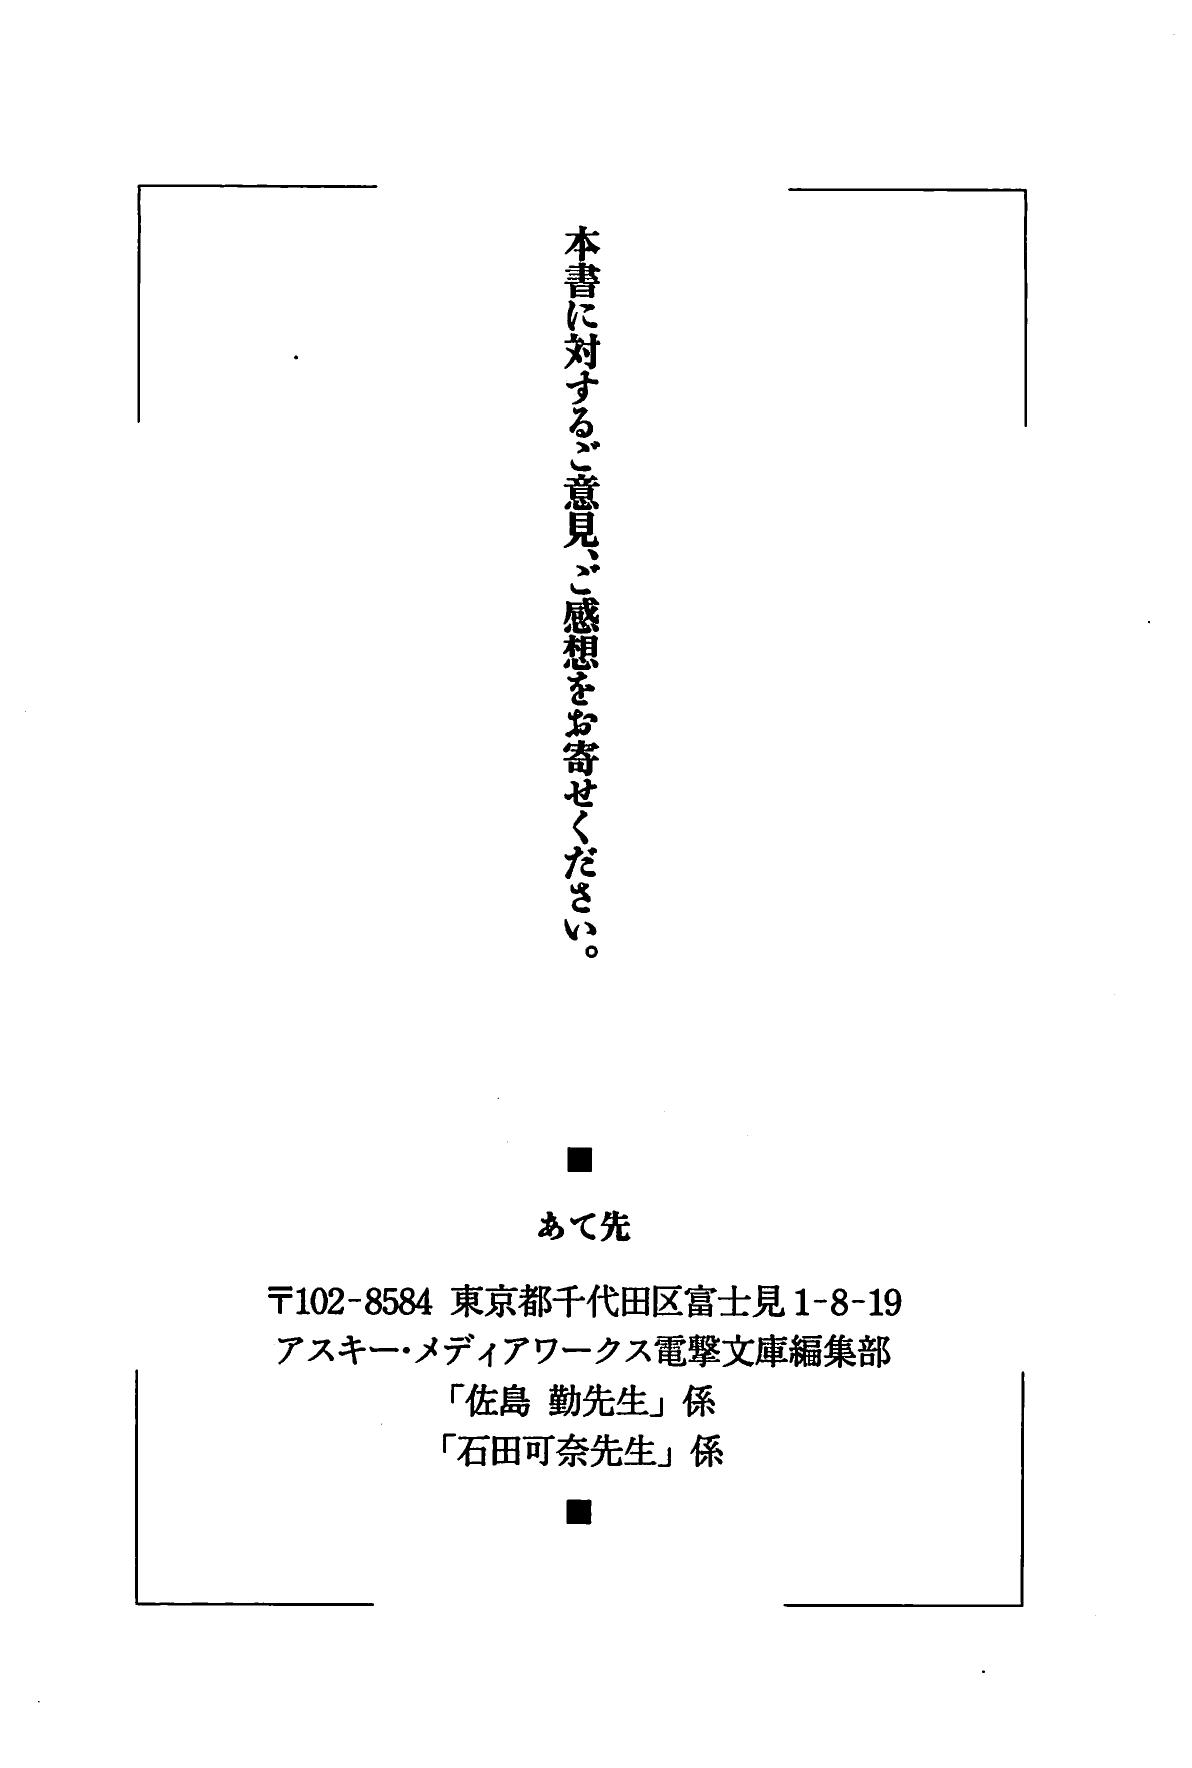 本書に対するご意見、ご感想をお寄せください。
■
あて先
〒102-8584 東京都千代田区富士見1-8-19
アスキー・メディアワークス電撃文庫編集部
「佐島 勤先生」係
「石田可奈先生」係
■